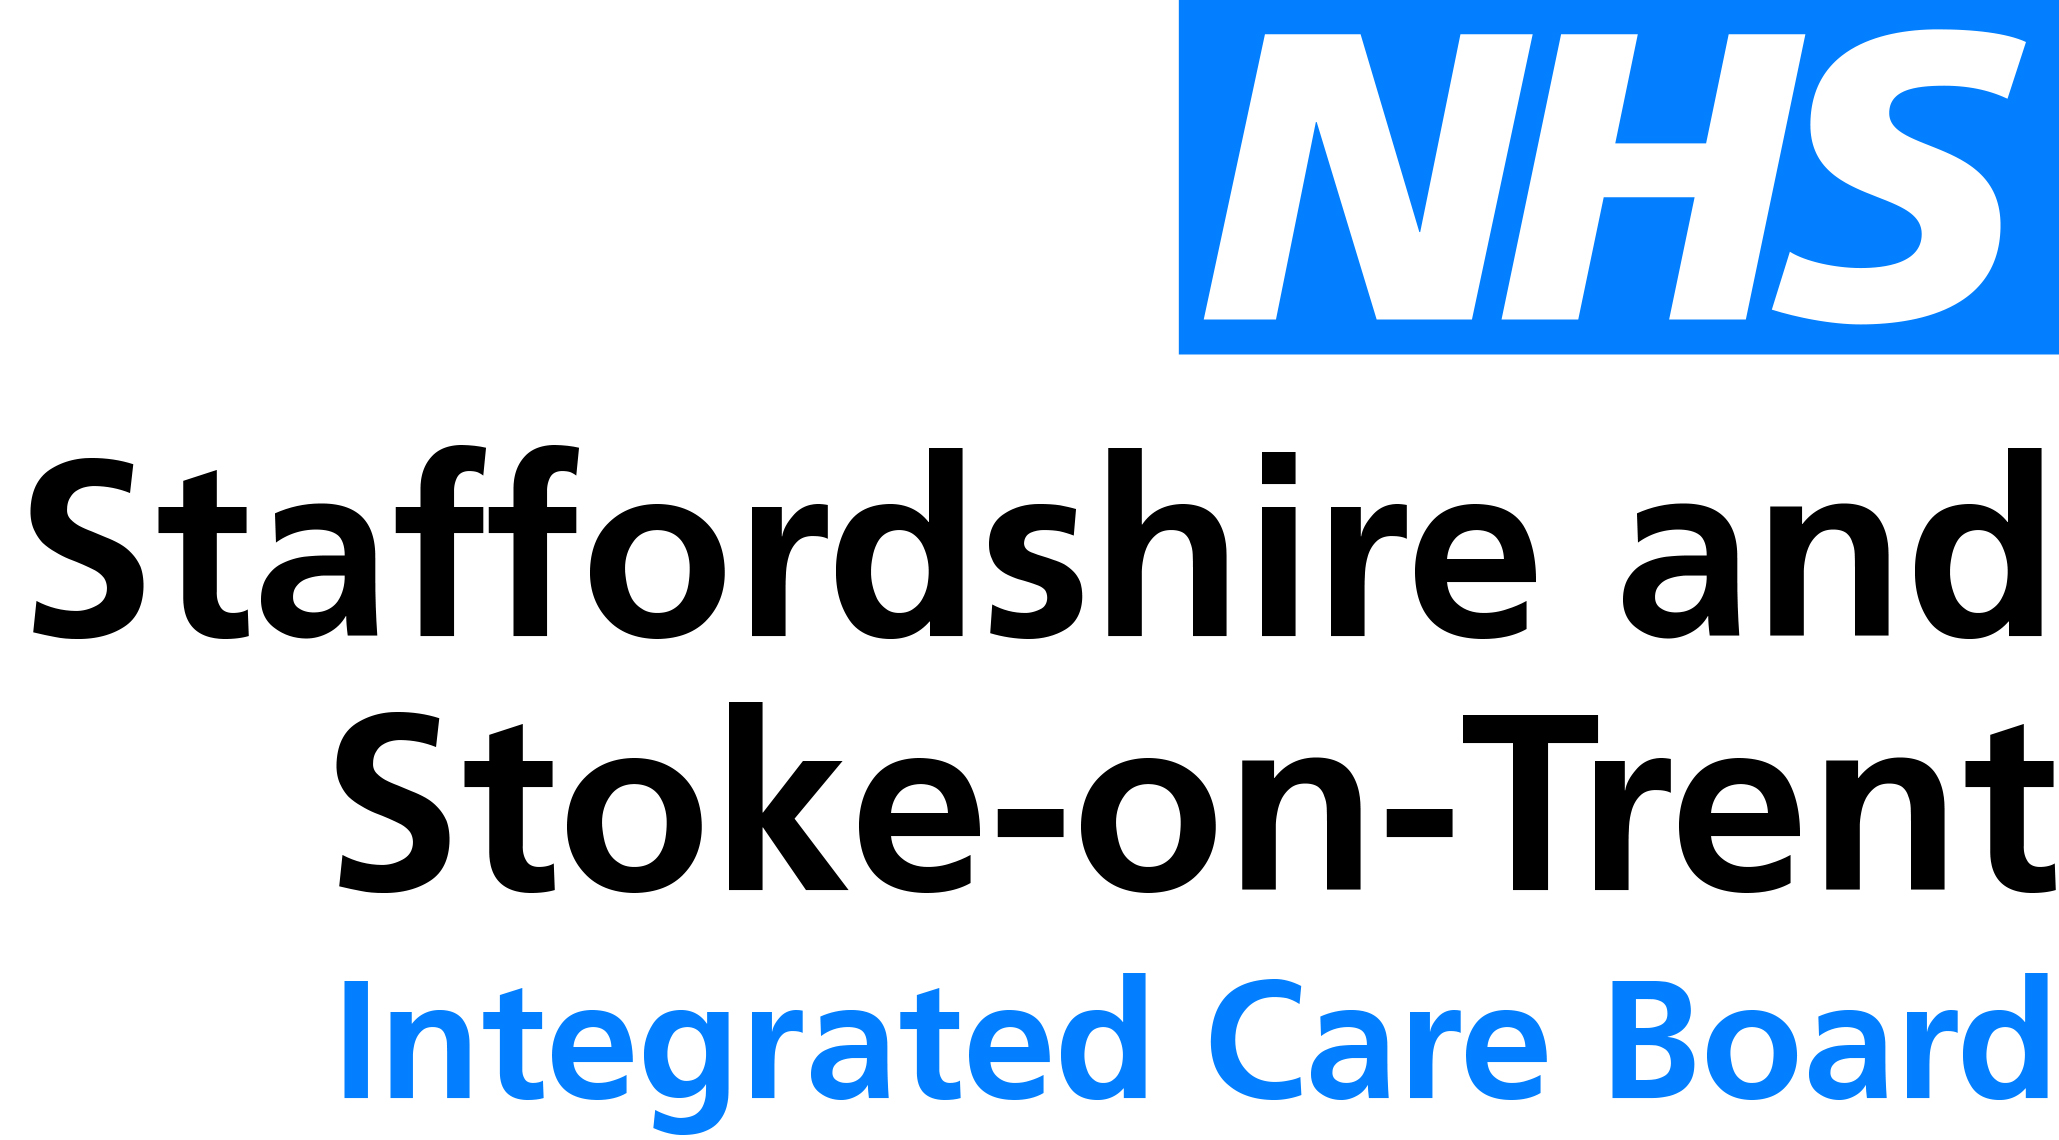 NHS
Staffordshire and
Stoke-on-Trent
Integrated Care Board